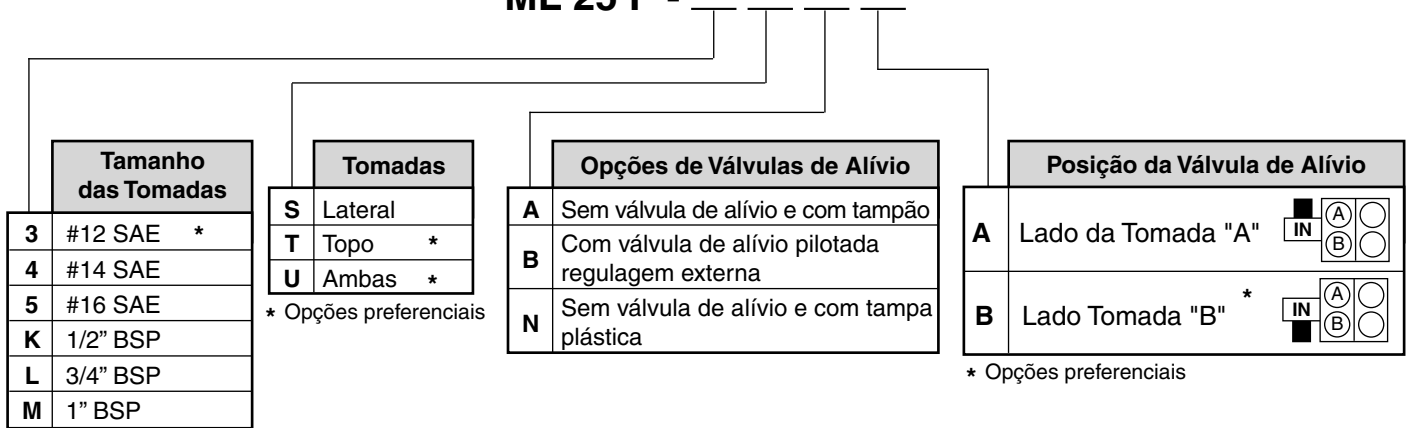 Tamanho
das Tomadas
3 #12 SAE *
4 #14 SAE
5 #16 SAE
K 1/2” BSP
L 3/4” BSP
M 1” BSP
Tomadas
S Lateral
T Topo *
U Ambas *
* Opções preferenciais
Opções de Válvulas de Alívio
A Sem válvula de alívio e com tampão
B Com válvula de alívio pilotada
regulagem externa
N Sem válvula de alívio e com tampa
plástica
Posição da Válvula de Alívio
A Lado da Tomada "A" IN A B
B Lado Tomada "B" * IN A B
* Opções preferenciais